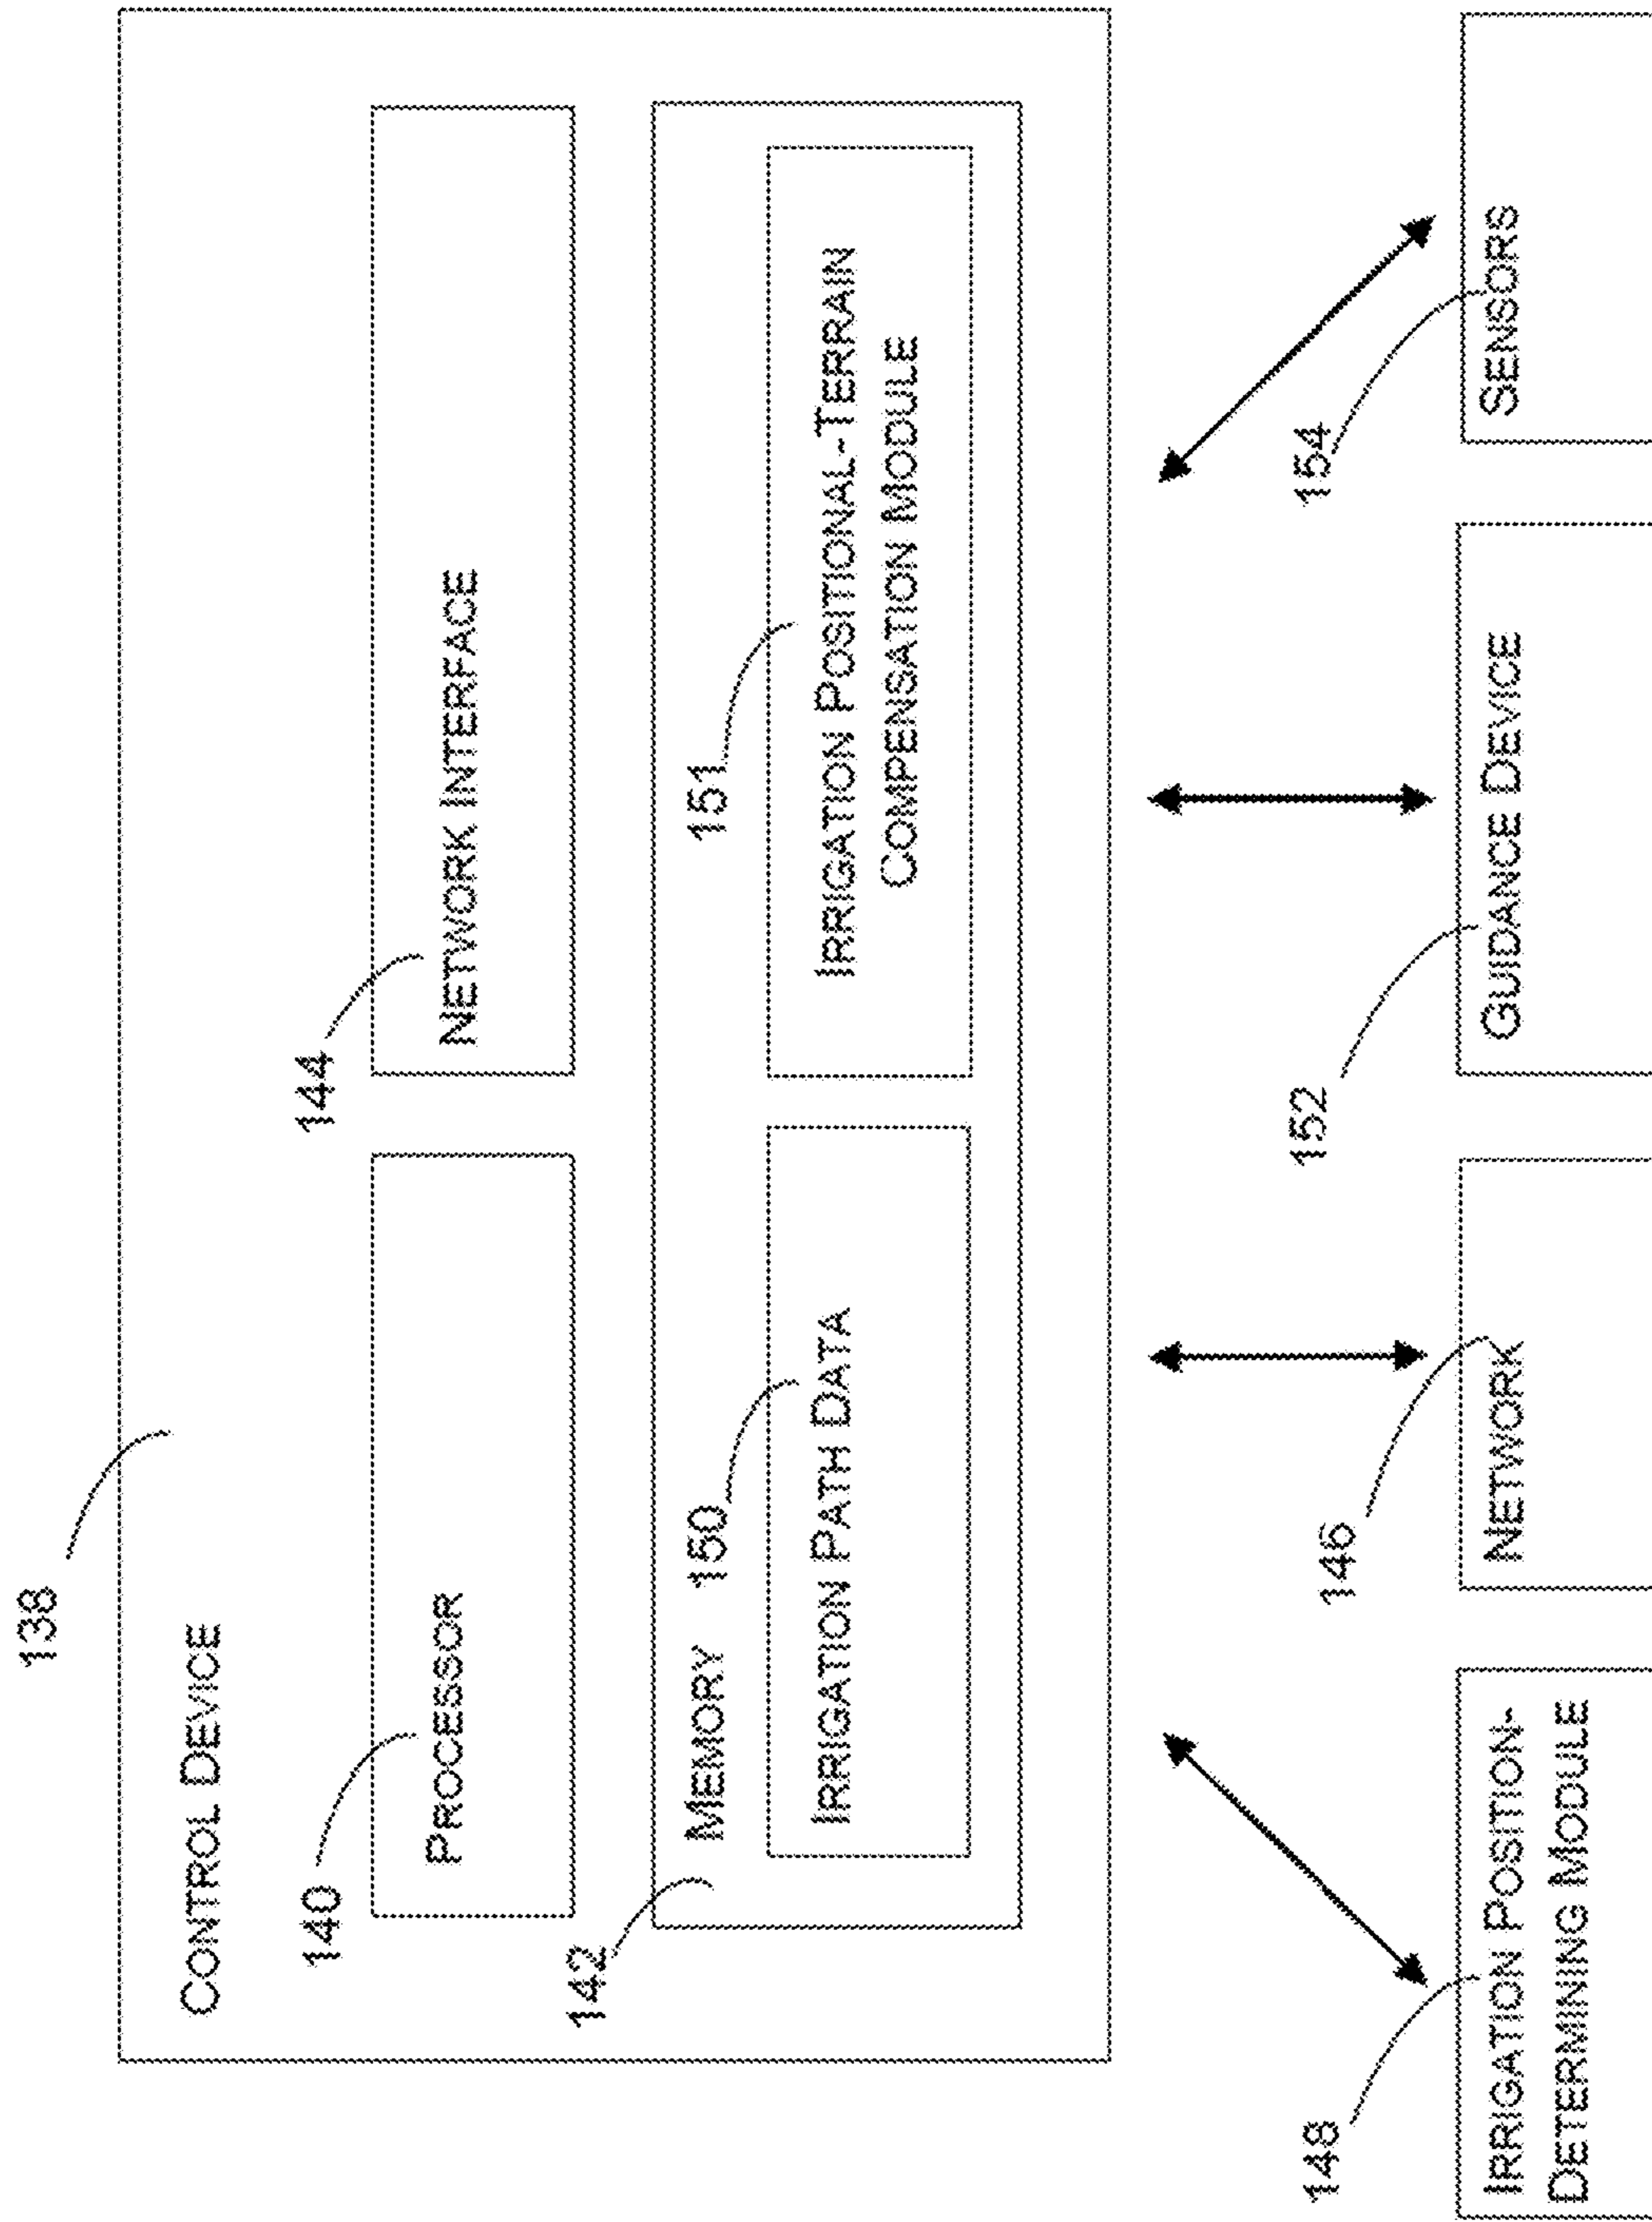 138
CONTROL DEVICE
140
PROCESSOR
144
NETWORK INTERFACE
142
MEMORY
150
IRRIGATION PATH DATA
151
IRRIGATION POSITIONAL-TERRAIN
COMPENSATION MODULE
148
IRRIGATION POSITION-
DETERMINING MODULE
146
NETWORK
152
GUIDANCE DEVICE
154
SENSORS